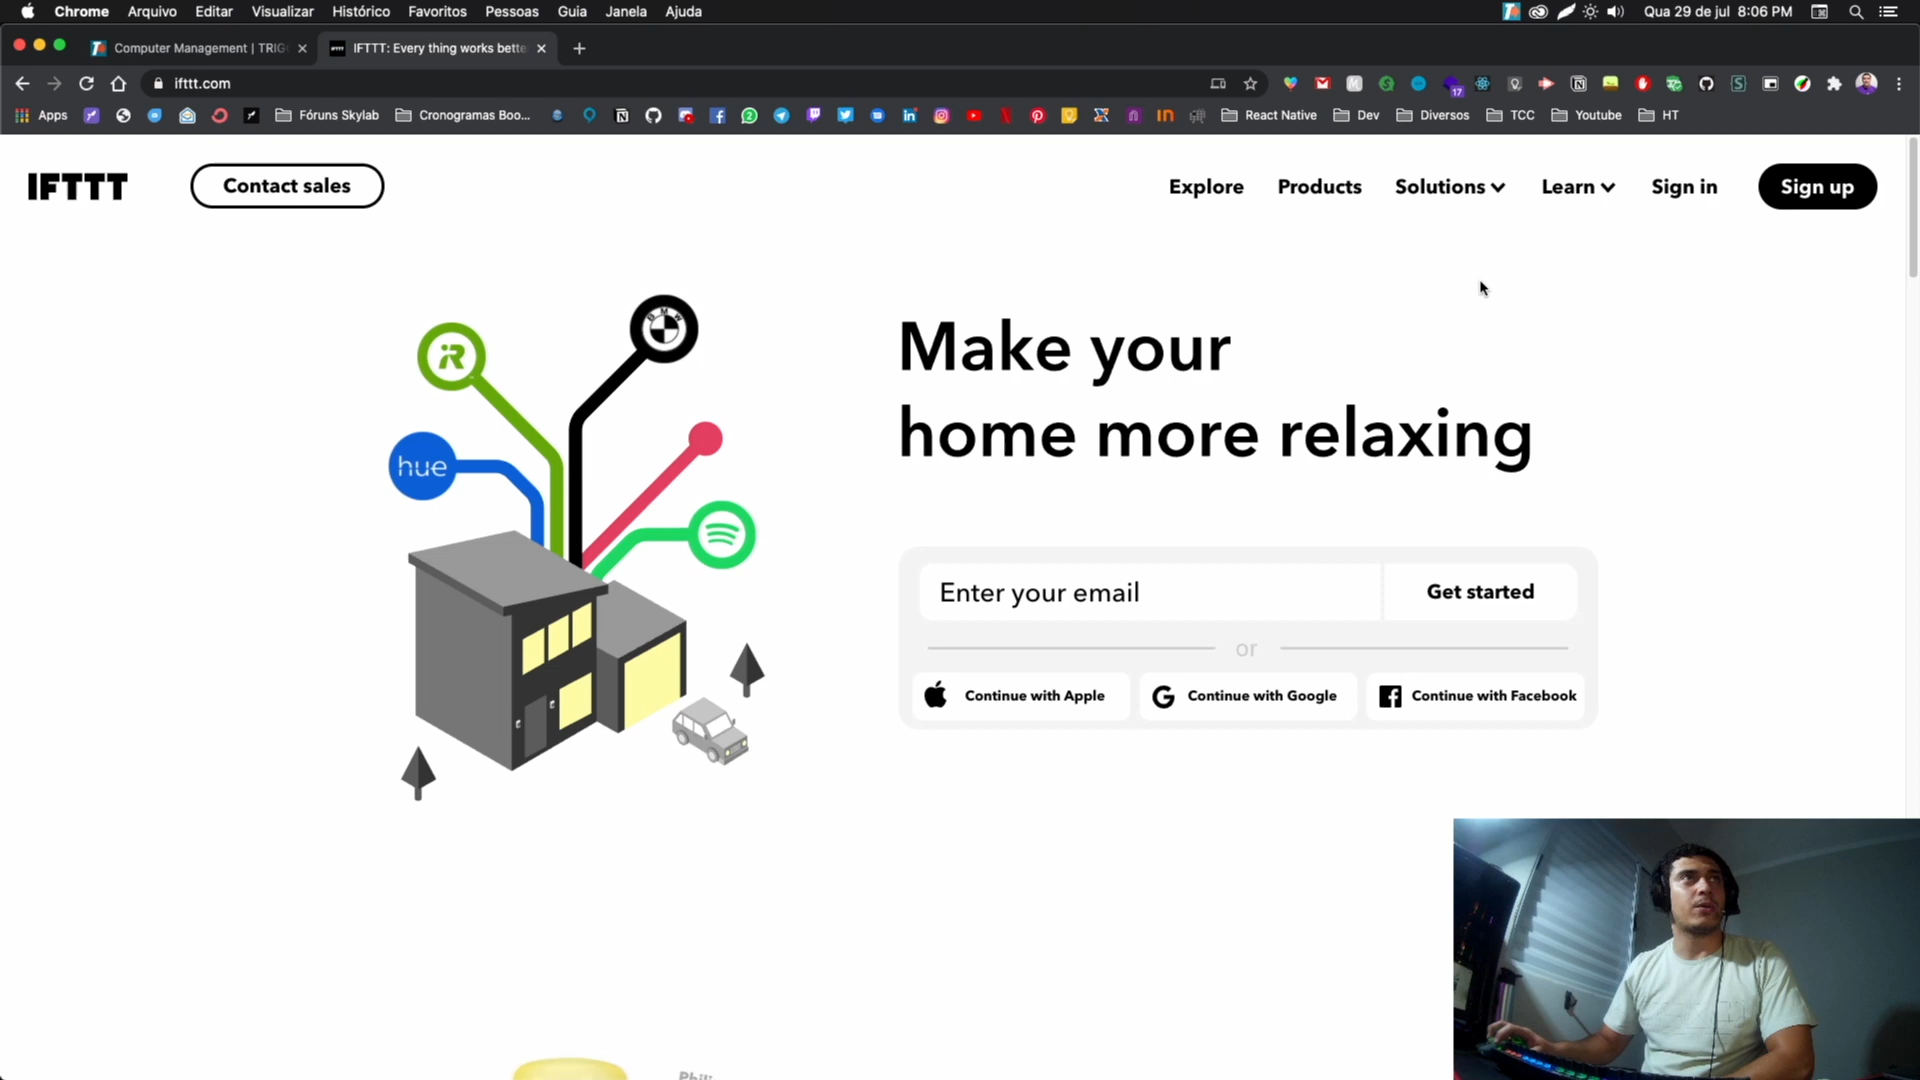 Chrome Arquivo Editar Visualizar Histórico Favoritos Pessoas Guia Janela Ajuda
Qua 29 de jul 8:06 PM
Computer Management | TRIG
IFTTT: Every thing works bette
ifttt.com
17
Apps
Fóruns Skylab
Cronogramas Boo...
React Native
Dev
Diversos
TCC
Youtube
HT
IFTTT
Contact sales
Explore
Products
Solutions
Learn
Sign in
Sign up
BMW
iR
hue
Make your
home more relaxing
Enter your email
Get started
or
Continue with Apple
Continue with Google
Continue with Facebook